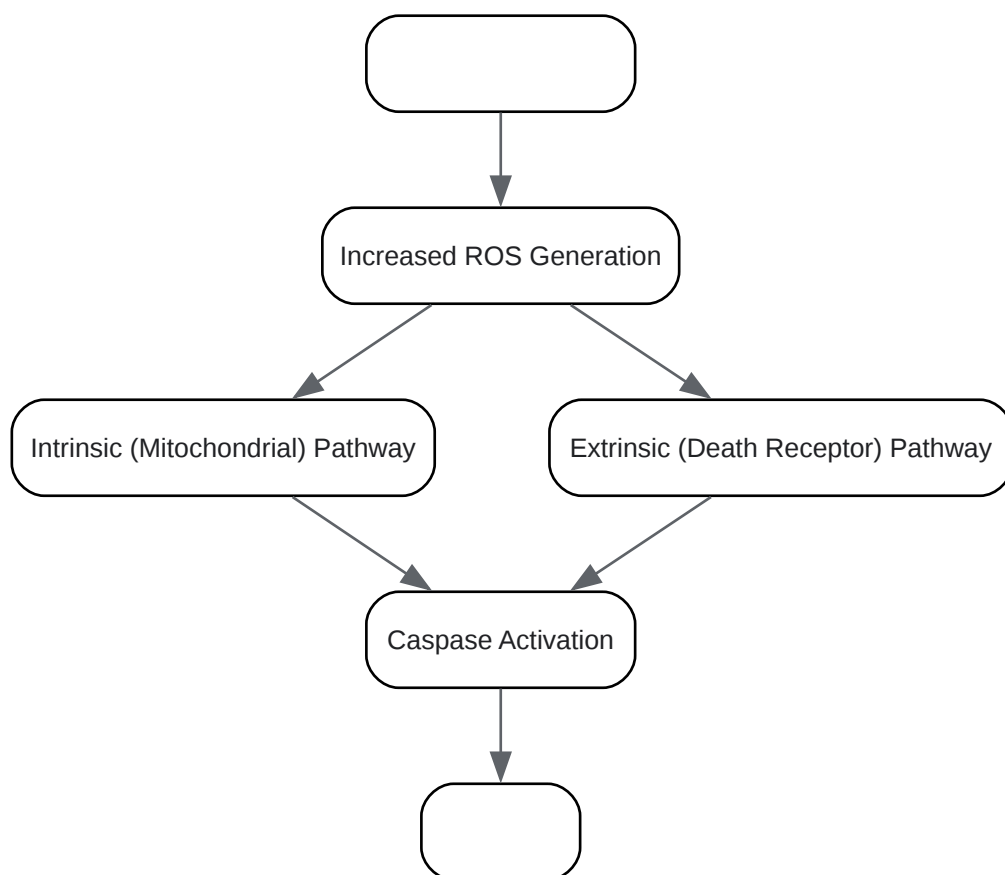 Increased ROS Generation
Intrinsic (Mitochondrial) Pathway
Extrinsic (Death Receptor) Pathway
Caspase Activation